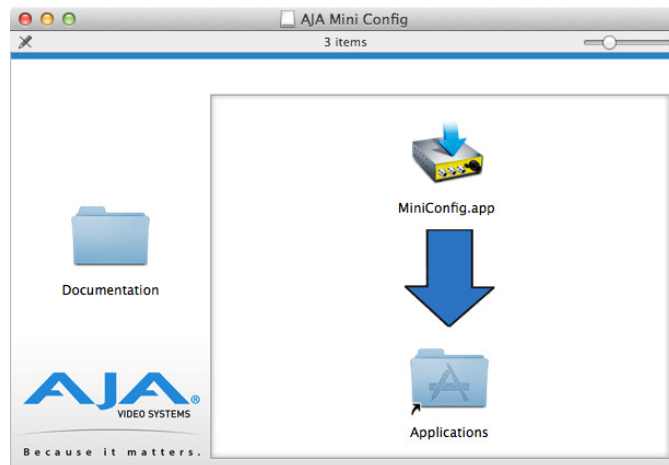 AJA Mini Config
3 items
MiniConfig.app
Documentation
Applications
AJA®
VIDEO SYSTEMS
Because it matters.